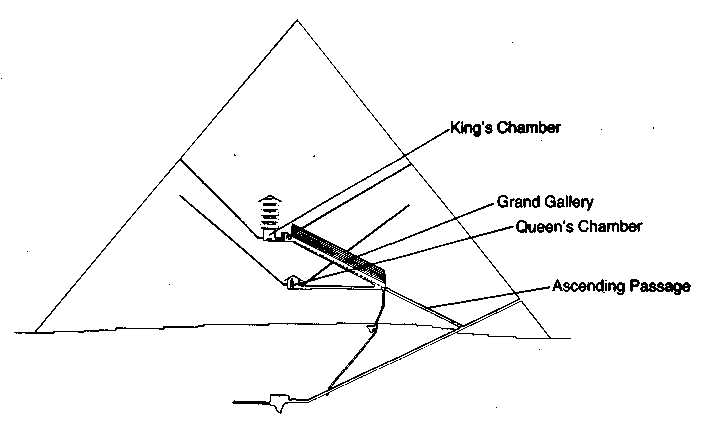 King's Chamber
Grand Gallery
Queen's Chamber
Ascending Passage